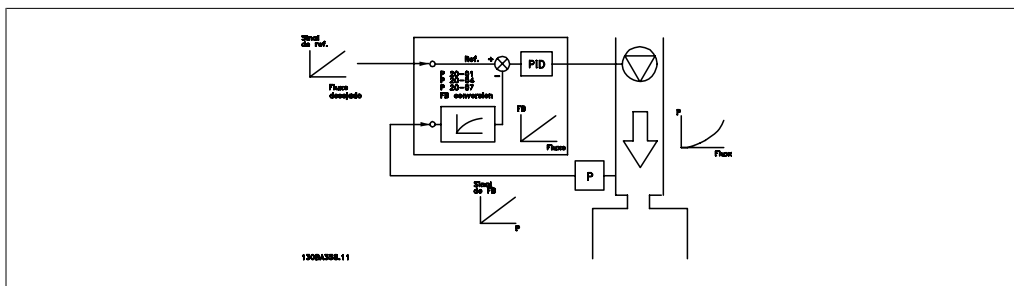 Sinal
de ref.
Fluxo
desejado
Ref.
+
-
PID
P 20-01
P 20-04
P 20-07
FB conversion
FB
Fluxo
P
Fluxo
P
Sinal
de FB
P
130BA358.11